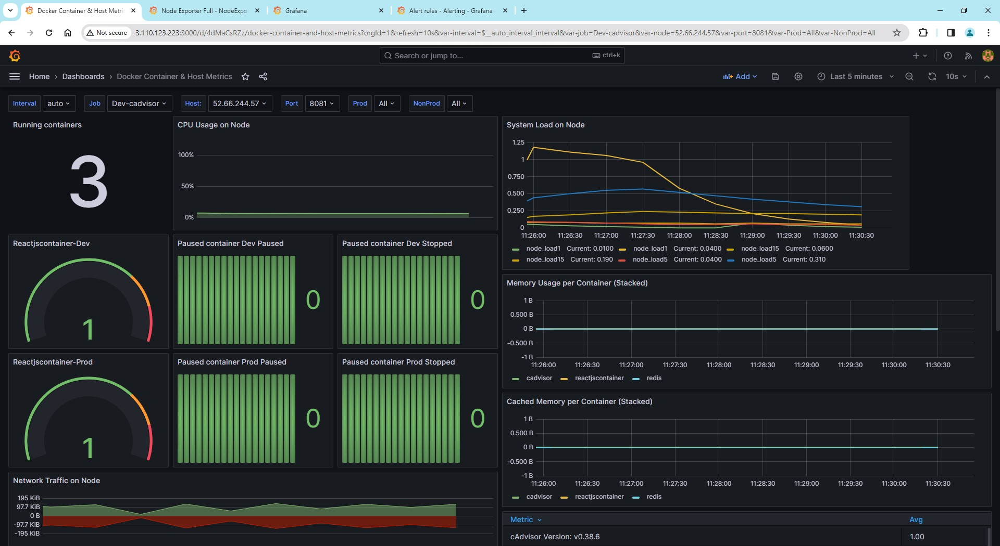 Docker Container & Host Metri
Node Exporter Full - NodeExpo
Grafana
Alert rules - Alerting - Grafana
Not secure
3.110.123.223:3000/d/4dMaCsRZz/docker-container-and-host-metrics?orgId=1&refresh=10s&var-interval=$__auto_interval_interval&var-job=Dev-cadvisor&var-node=52.66.244.57&var-port=8081&var-Prod=All&var-NonProd=All
Search or jump to...
ctrl+k
Home › Dashboards › Docker Container & Host Metrics
Add
Last 5 minutes
10s
Interval auto Job Dev-cadvisor Host: 52.66.244.57 Port 8081 Prod All NonProd All
Running containers
3
CPU Usage on Node
100%
50%
0%
System Load on Node
1.25
1
0.750
0.500
0.250
0
11:26:00 11:26:30 11:27:00 11:27:30 11:28:00 11:28:30 11:29:00 11:29:30 11:30:00 11:30:30
node_load1 Current: 0.0100 node_load1 Current: 0.0400 node_load15 Current: 0.0600
node_load15 Current: 0.190 node_load5 Current: 0.0400 node_load5 Current: 0.310
Reactjscontainer-Dev
1
Paused container Dev Paused
0
Paused container Dev Stopped
0
Memory Usage per Container (Stacked)
1 B
0.500 B
0 B
-0.500 B
-1 B
11:26:00 11:26:30 11:27:00 11:27:30 11:28:00 11:28:30 11:29:00 11:29:30 11:30:00 11:30:30
cadvisor reactjscontainer redis
Reactjscontainer-Prod
1
Paused container Prod Paused
0
Paused container Prod Stopped
0
Cached Memory per Container (Stacked)
1 B
0.500 B
0 B
-0.500 B
-1 B
11:26:00 11:26:30 11:27:00 11:27:30 11:28:00 11:28:30 11:29:00 11:29:30 11:30:00 11:30:30
cadvisor reactjscontainer redis
Network Traffic on Node
195 KiB
97.7 KiB
0 B
-97.7 KiB
-195 KiB
Metric Avg
cAdvisor Version: v0.38.6 1.00